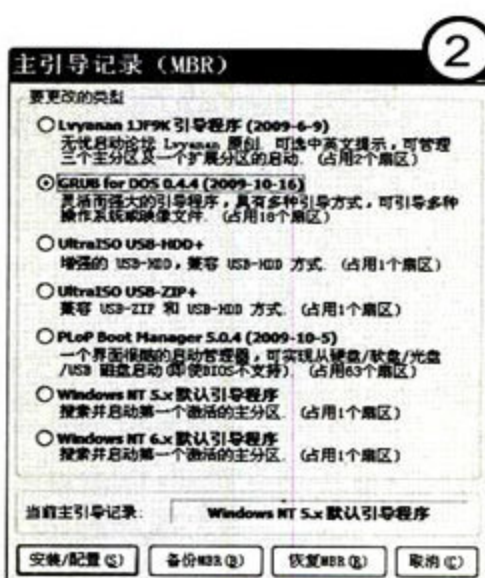 2
主引导记录（MBR）
要更改的类型
Lvyanan 1JF9K 引导程序 (2009-6-9)
无忧启动论坛 Lvyanan 原创. 可选中英文提示，可管理
三个主分区及一个扩展分区的启动. (占用2个扇区)
GRUB for DOS 0.4.4 (2009-10-16)
灵活而强大的引导程序，具有多种引导方式，可引导多种
操作系统或映像文件. (占用18个扇区)
UltraISO USB-HDD+
增强的 USB-HDD，兼容 USB-HDD 方式. (占用1个扇区)
UltraISO USB-ZIP+
兼容 USB-ZIP 和 USB-HDD 方式. (占用1个扇区)
PLoP Boot Manager 5.0.4 (2009-10-5)
一个界面很酷的启动管理器，可实现从硬盘/软盘/光盘
/USB 磁盘启动(即使BIOS不支持). (占用63个扇区)
Windows NT 5.x 默认引导程序
搜索并启动第一个激活的主分区. (占用1个扇区)
Windows NT 6.x 默认引导程序
搜索并启动第一个激活的主分区. (占用1个扇区)
当前主引导记录: Windows NT 5.x 默认引导程序
安装/配置(S) 备份MBR(B) 恢复MBR(R) 取消(C)